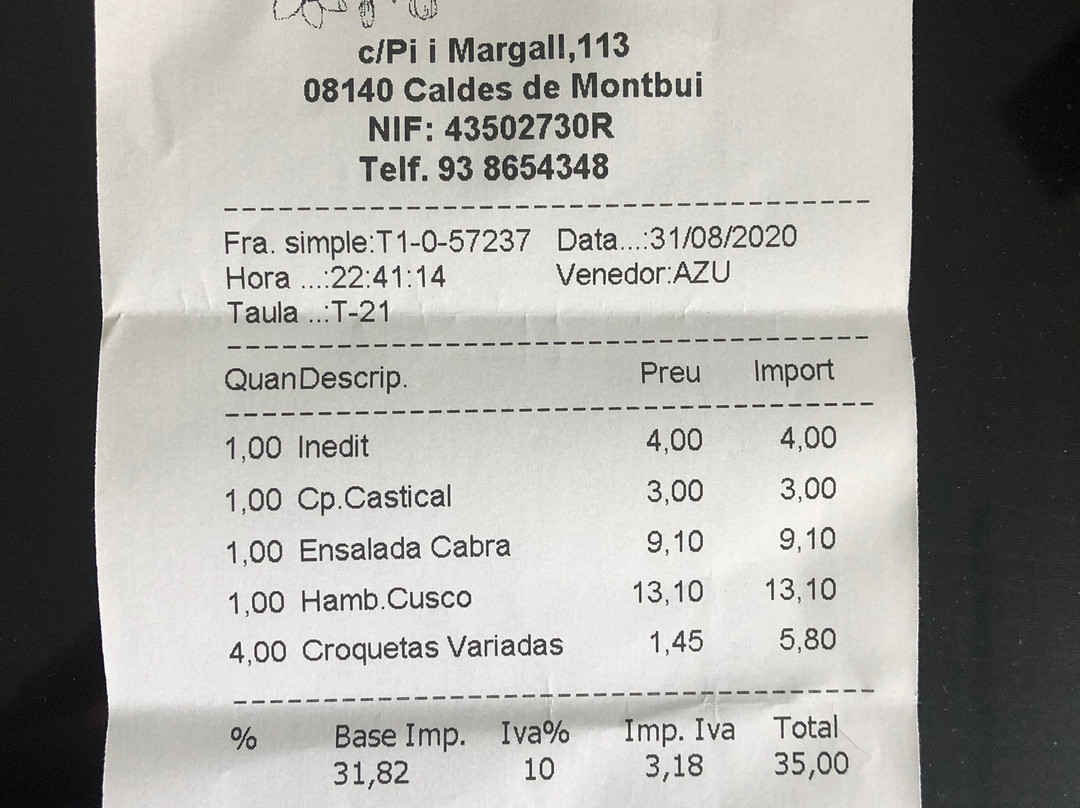 c/Pi i Margall,113
08140 Caldes de Montbui
NIF: 43502730R
Telf. 93 8654348
Fra. simple:T1-0-57237 Data...:31/08/2020
Hora ...:22:41:14 Venedor:AZU
Taula ..:T-21
Quan Descrip. Preu Import
1,00 Inedit 4,00 4,00
1,00 Cp.Castical 3,00 3,00
1,00 Ensalada Cabra 9,10 9,10
1,00 Hamb.Cusco 13,10 13,10
4,00 Croquetas Variadas 1,45 5,80
% Base Imp. Iva% Imp. Iva Total
31,82 10 3,18 35,00